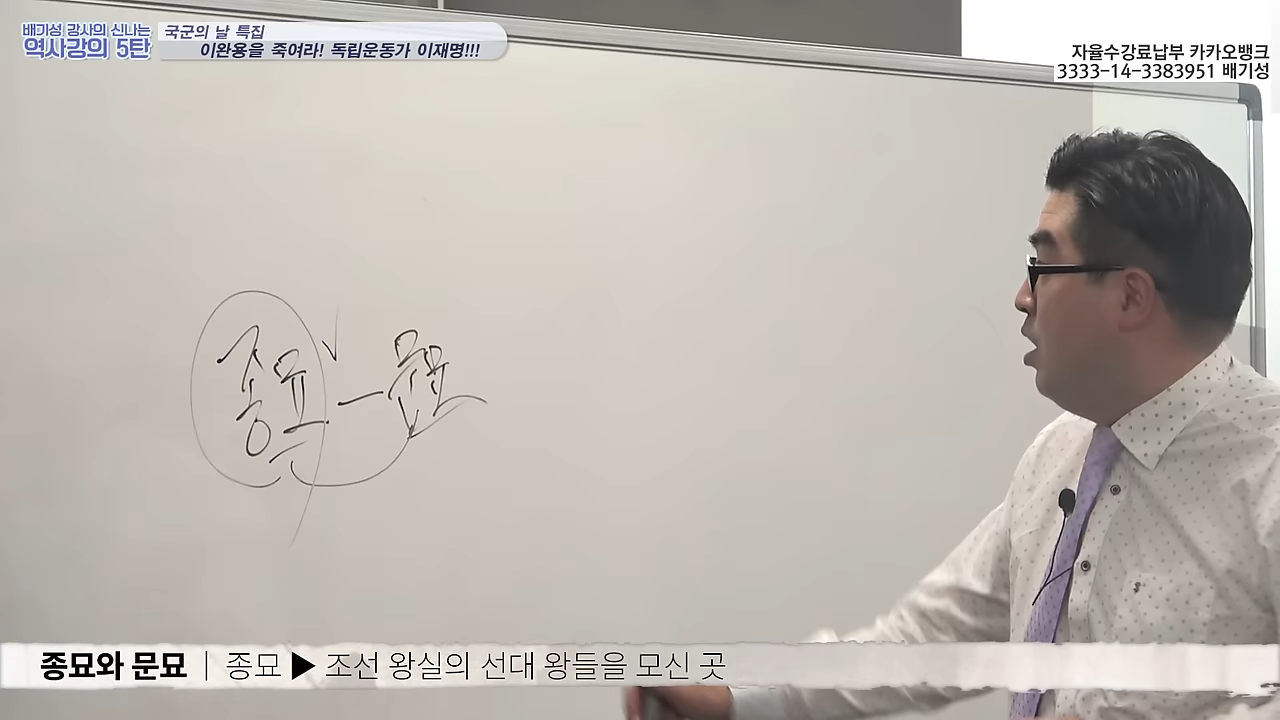 배기성 강사의 신나는
역사강의 5탄
국군의 날 특집
이완용을 죽여라! 독립운동가 이재명!!!
자율수강료납부 카카오뱅크
3333-14-3383951 배기성
종묘 - 문묘
종묘와 문묘 | 종묘 ▶ 조선 왕실의 선대 왕들을 모신 곳